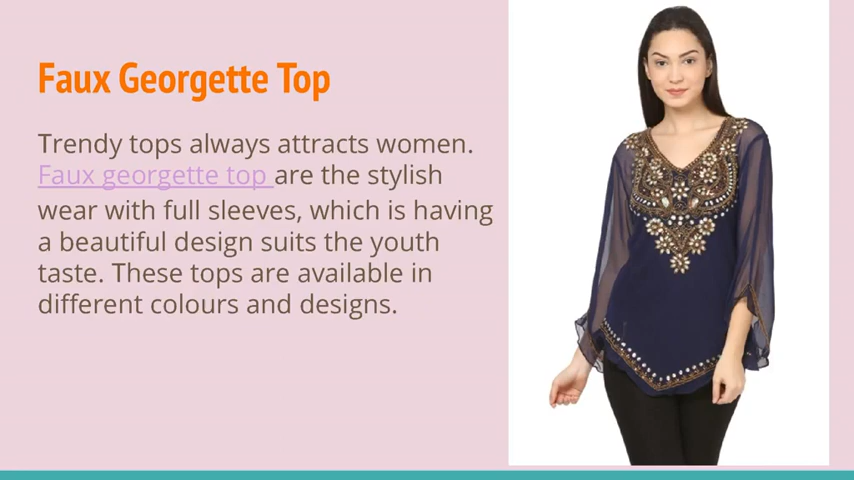 Faux Georgette Top
Trendy tops always attracts women.
Faux georgette top are the stylish
wear with full sleeves, which is having
a beautiful design suits the youth
taste. These tops are available in
different colours and designs.